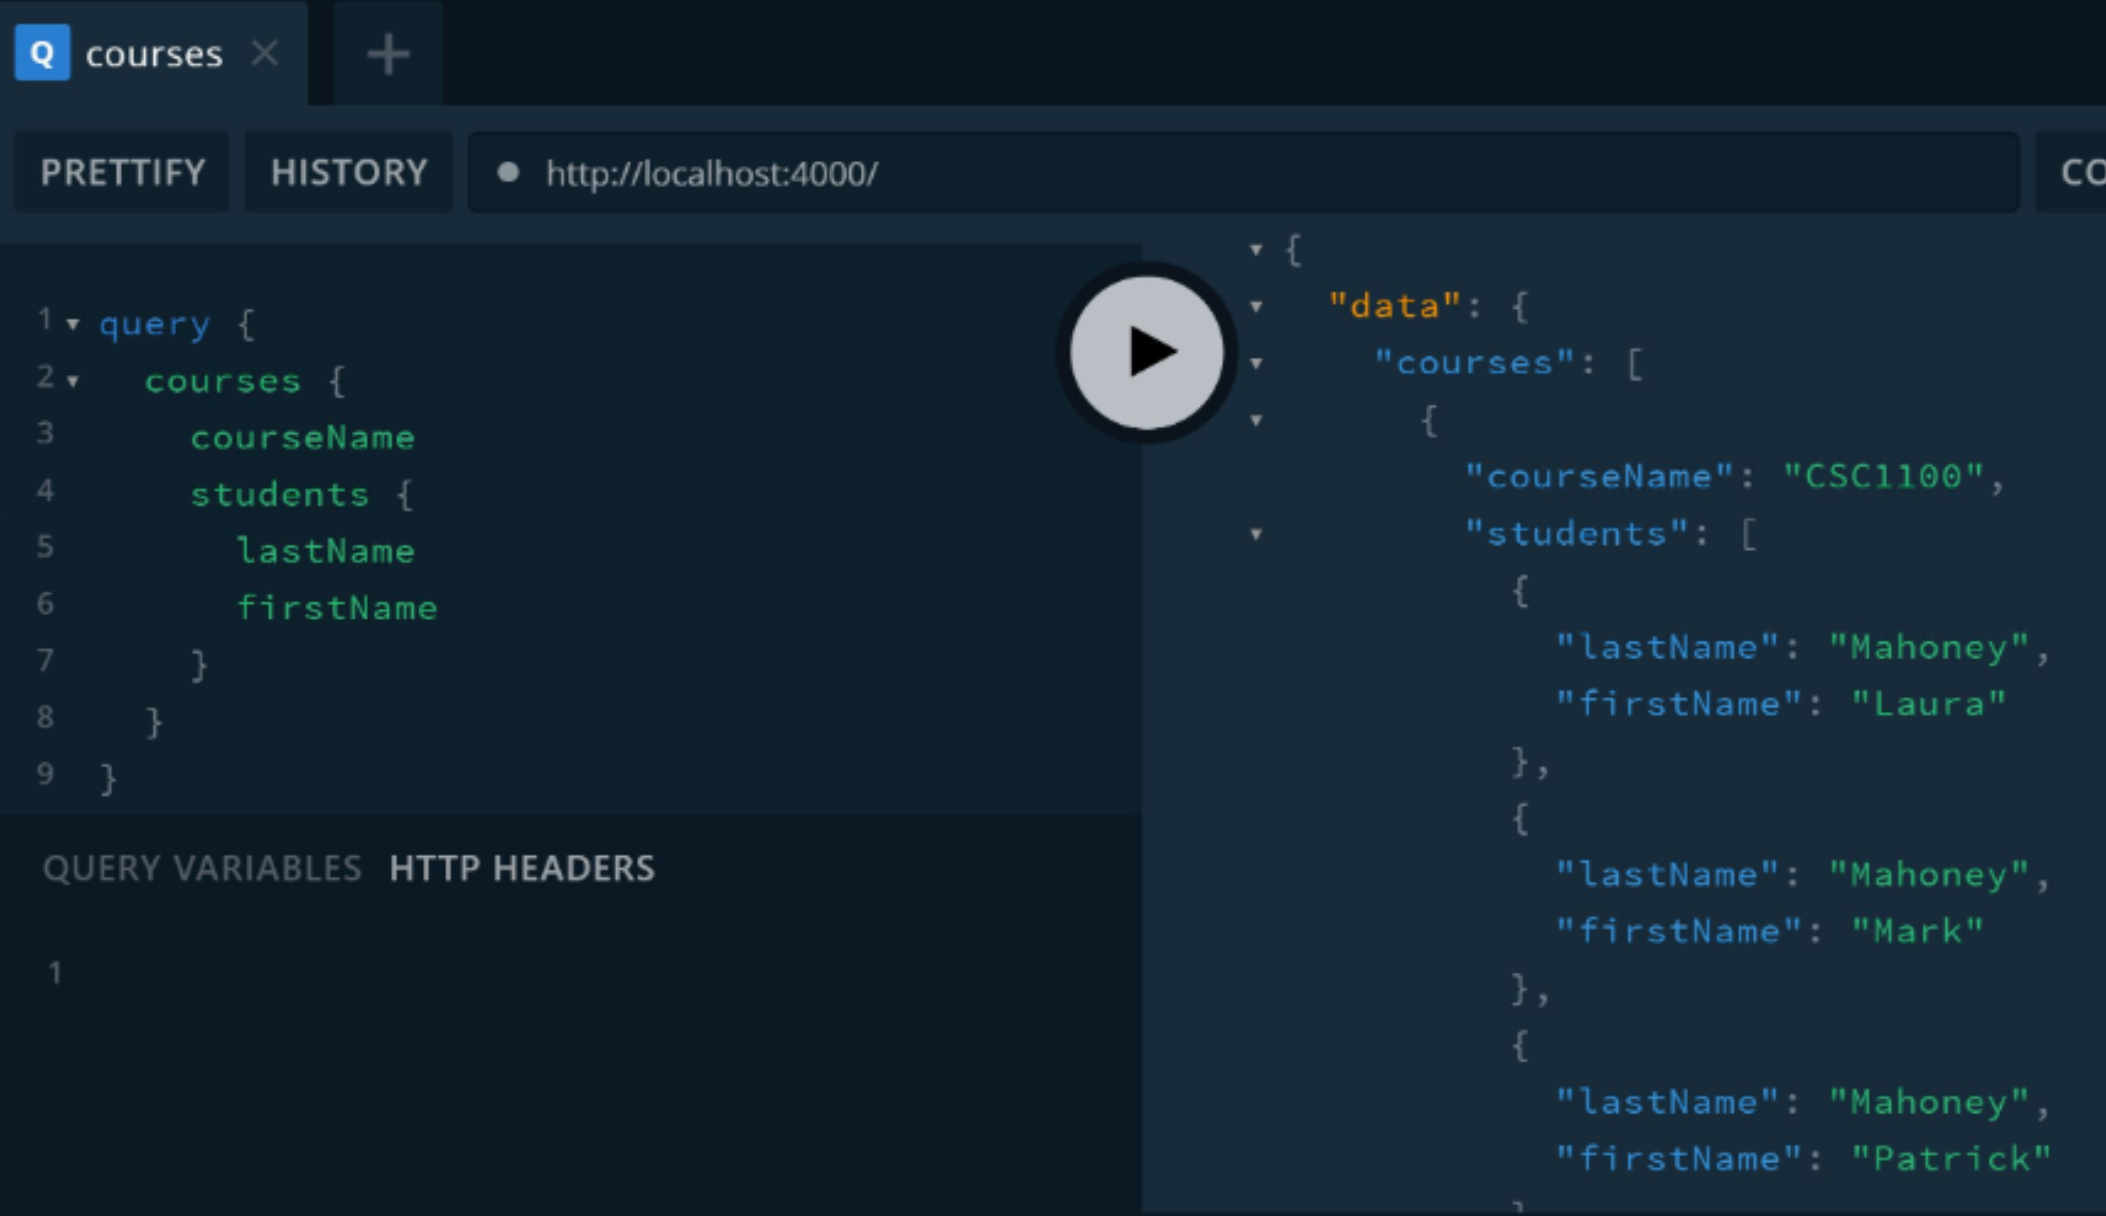 Q courses × +
PRETTIFY HISTORY http://localhost:4000/ CO
1 query {
2 courses {
3 courseName
4 students {
5 lastName
6 firstName
7 }
8 }
9 }
QUERY VARIABLES HTTP HEADERS
1
{
"data": {
"courses": [
{
"courseName": "CSC1100",
"students": [
{
"lastName": "Mahoney",
"firstName": "Laura"
},
{
"lastName": "Mahoney",
"firstName": "Mark"
},
{
"lastName": "Mahoney",
"firstName": "Patrick"
}